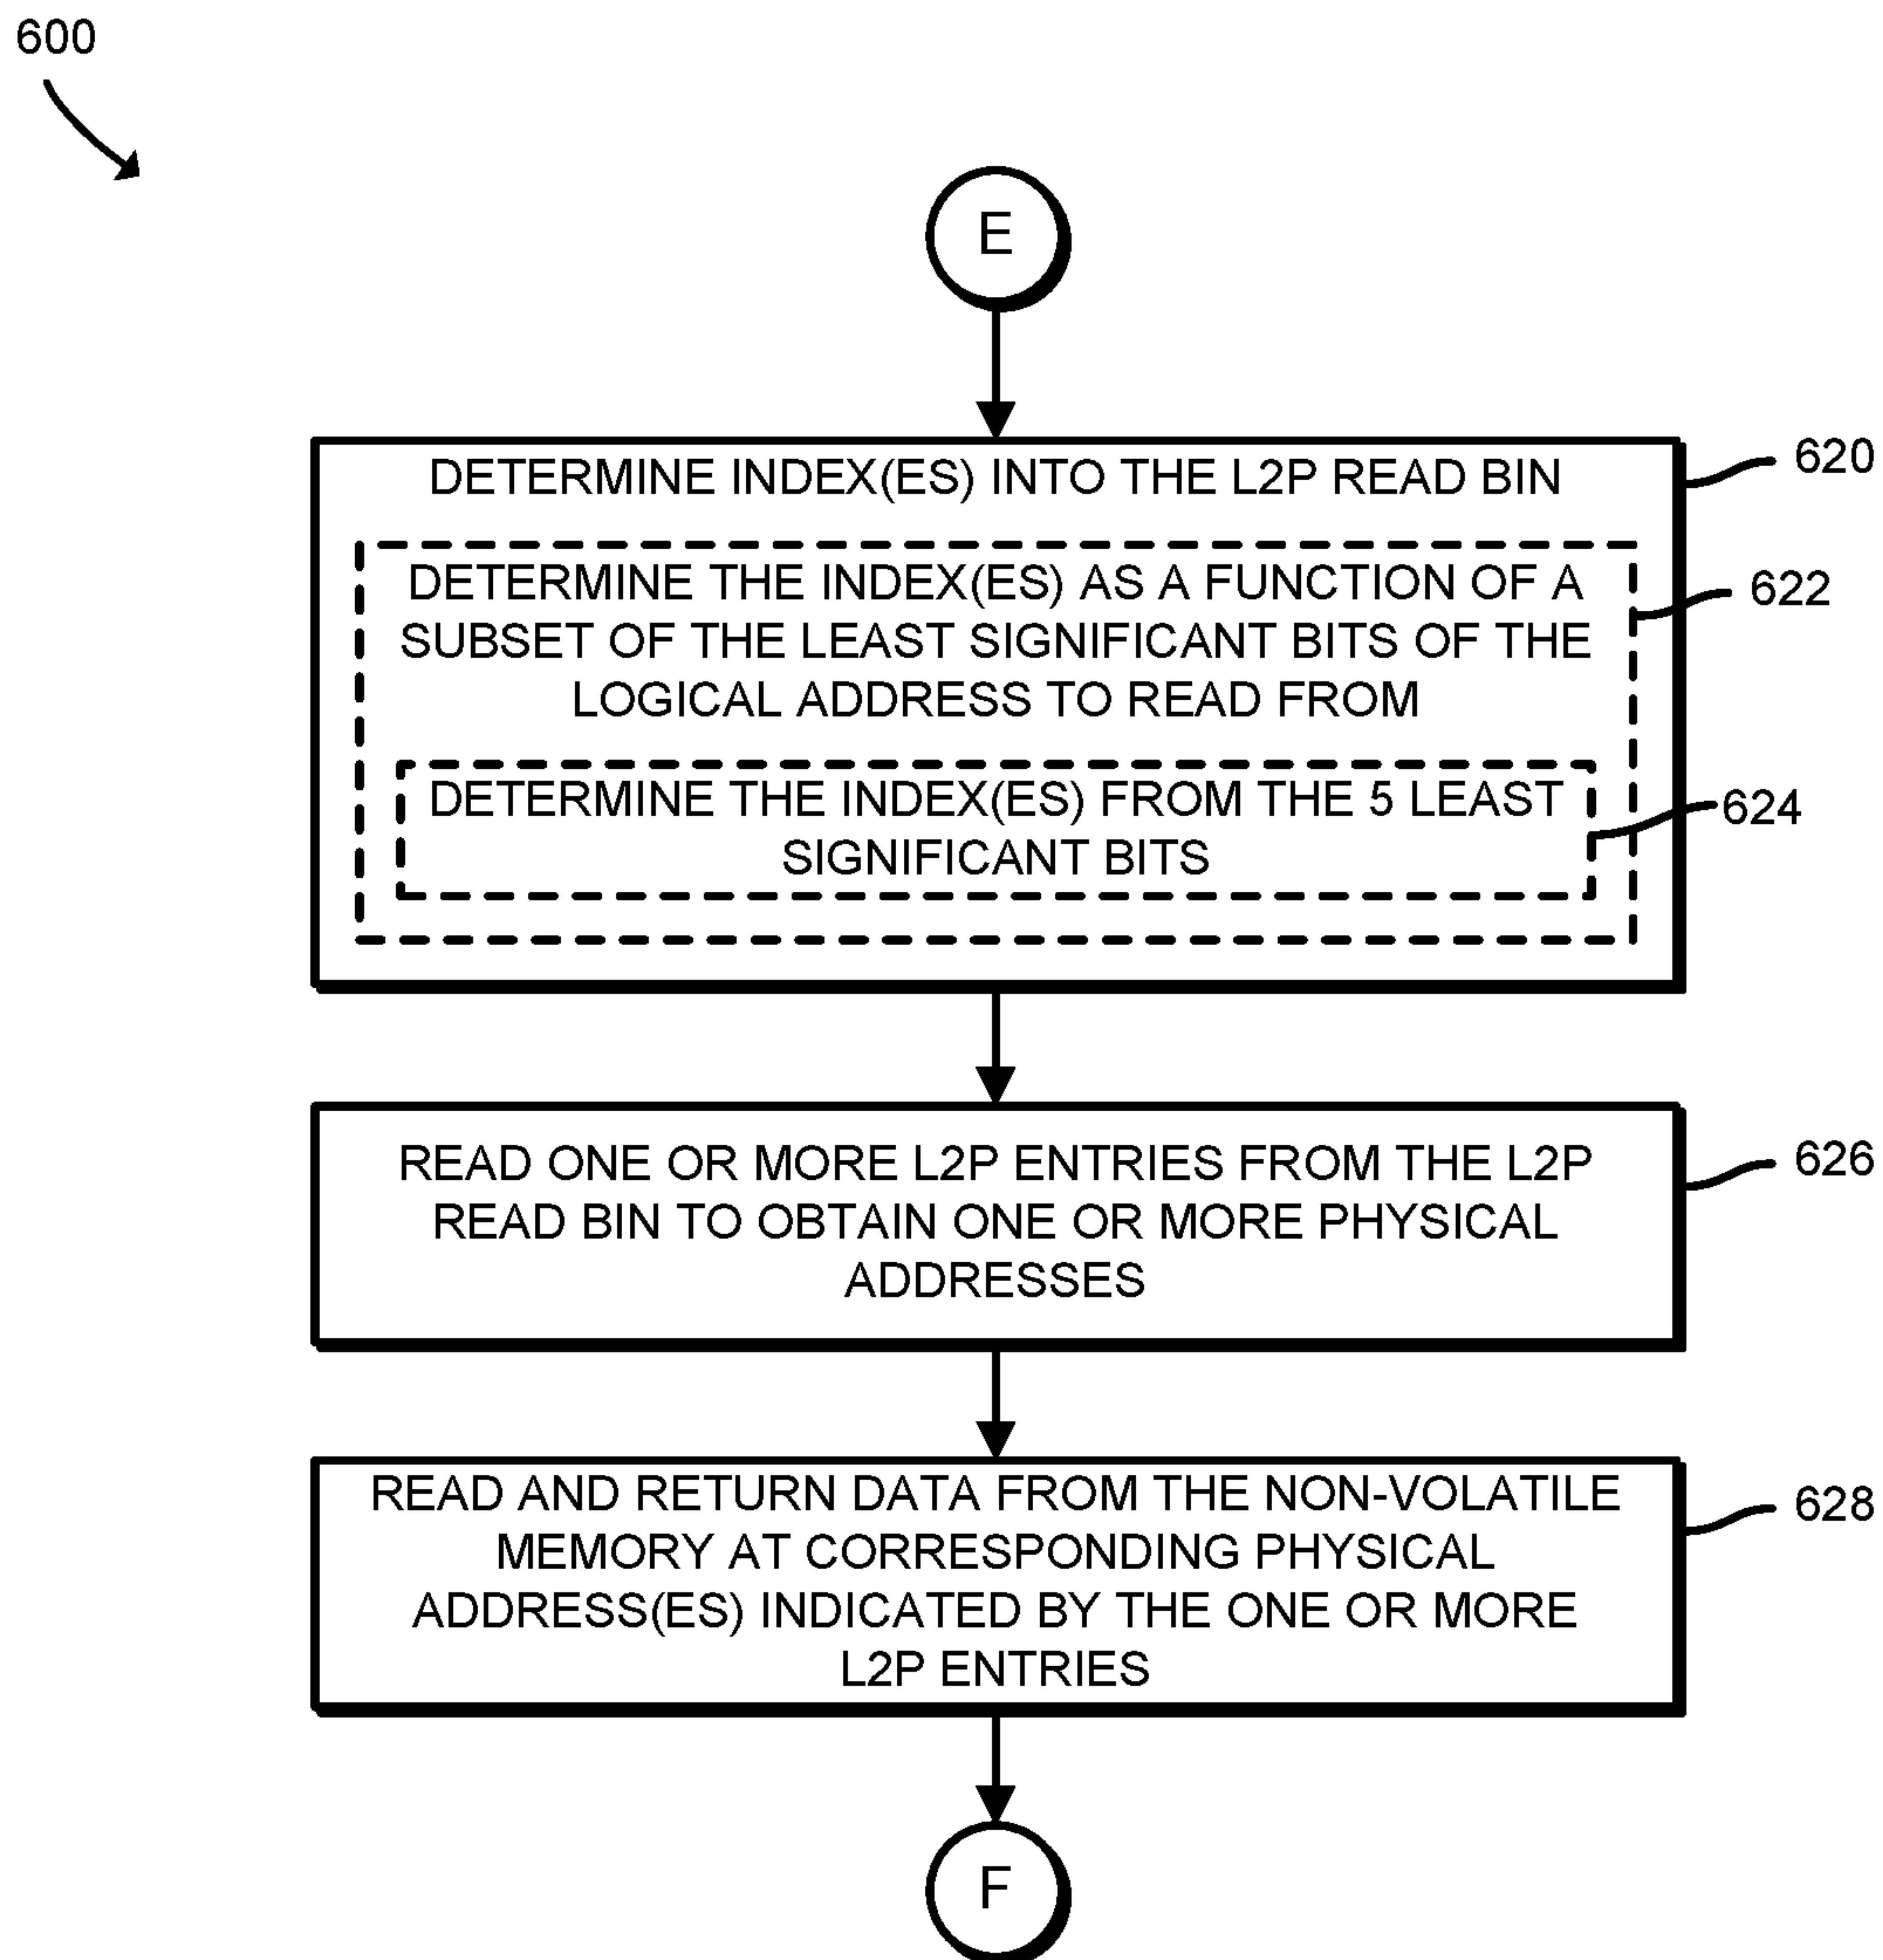 600
E
DETERMINE INDEX(ES) INTO THE L2P READ BIN
620
DETERMINE THE INDEX(ES) AS A FUNCTION OF A
622
SUBSET OF THE LEAST SIGNIFICANT BITS OF THE
LOGICAL ADDRESS TO READ FROM
DETERMINE THE INDEX(ES) FROM THE 5 LEAST
624
SIGNIFICANT BITS
READ ONE OR MORE L2P ENTRIES FROM THE L2P
626
READ BIN TO OBTAIN ONE OR MORE PHYSICAL
ADDRESSES
READ AND RETURN DATA FROM THE NON-VOLATILE
628
MEMORY AT CORRESPONDING PHYSICAL
ADDRESS(ES) INDICATED BY THE ONE OR MORE
L2P ENTRIES
F